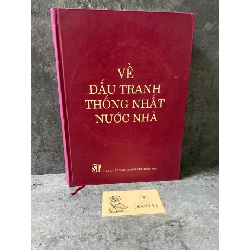 VỀ
ĐẤU TRANH
THỐNG NHẤT
NƯỚC NHÀ